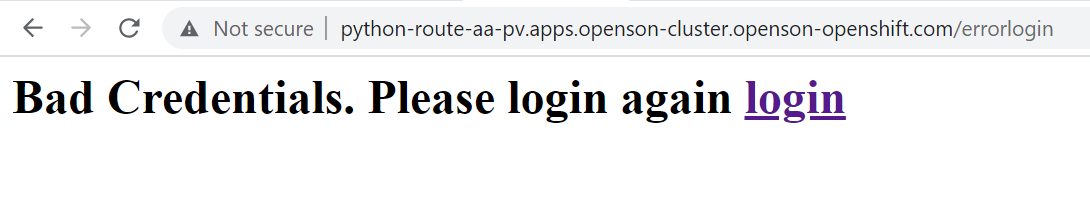 Not secure python-route-aa-pv.apps.openson-cluster.openson-openshift.com/errorlogin
Bad Credentials. Please login again login